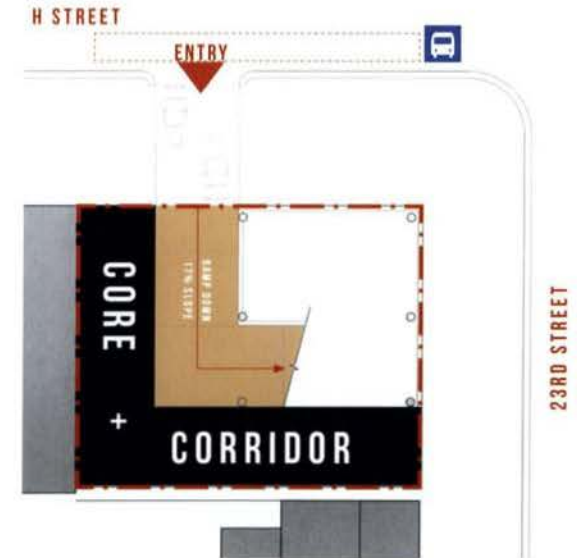 H STREET
ENTRY
RAMP DOWN
17% SLOPE
CORE
+
CORRIDOR
23RD STREET